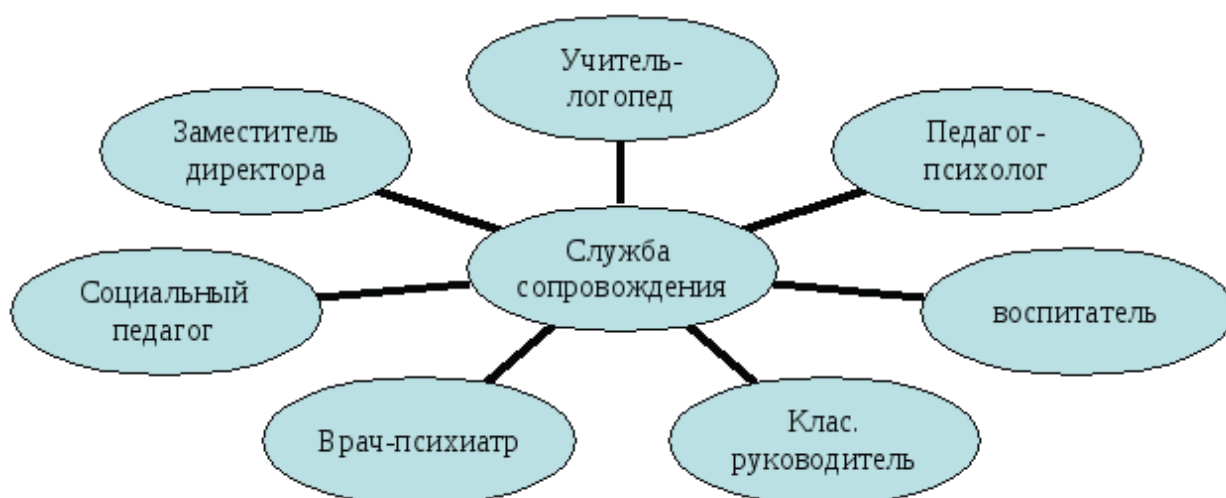 Учитель-
логопед
Заместитель
директора
Педагог-
психолог
Служба
сопровождения
Социальный
педагог
воспитатель
Врач-психиатр
Клас.
руководитель